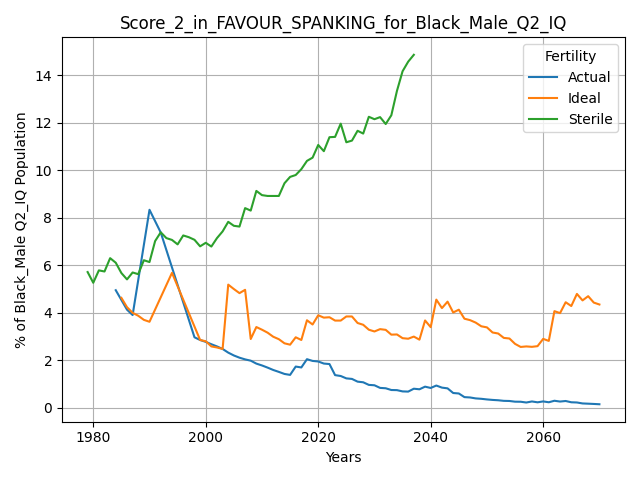 Score_2_in_FAVOUR_SPANKING_for_Black_Male_Q2_IQ
Fertility
Actual
Ideal
Sterile
% of Black_Male Q2_IQ Population
14
12
10
8
6
4
2
0
1980
2000
2020
2040
2060
Years